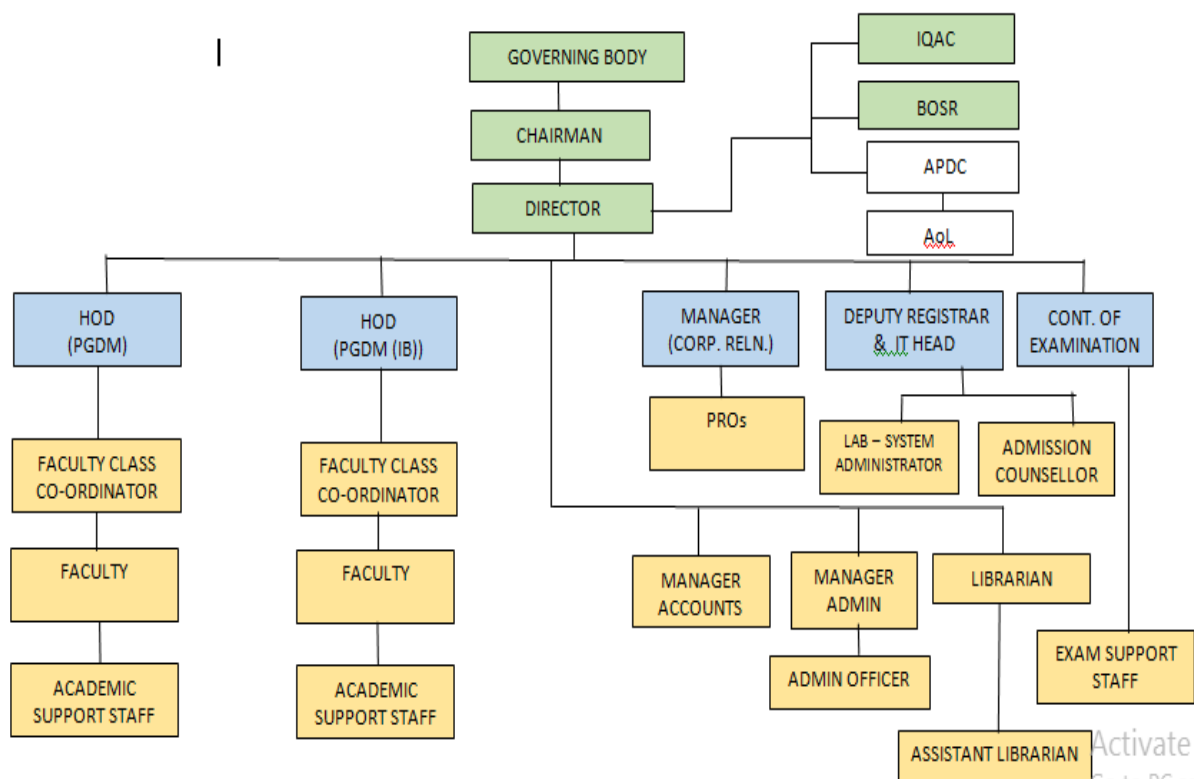 GOVERNING BODY
IQAC
BOSR
CHAIRMAN
APDC
DIRECTOR
AoL
HOD
(PGDM)
HOD
(PGDM (IB))
MANAGER
(CORP. RELN.)
DEPUTY REGISTRAR
& IT HEAD
CONT. OF
EXAMINATION
PROs
LAB – SYSTEM
ADMINISTRATOR
ADMISSION
COUNSELLOR
FACULTY CLASS
CO-ORDINATOR
FACULTY CLASS
CO-ORDINATOR
FACULTY
FACULTY
MANAGER
ACCOUNTS
MANAGER
ADMIN
LIBRARIAN
ACADEMIC
SUPPORT STAFF
ACADEMIC
SUPPORT STAFF
ADMIN OFFICER
EXAM SUPPORT
STAFF
ASSISTANT LIBRARIAN
Activate